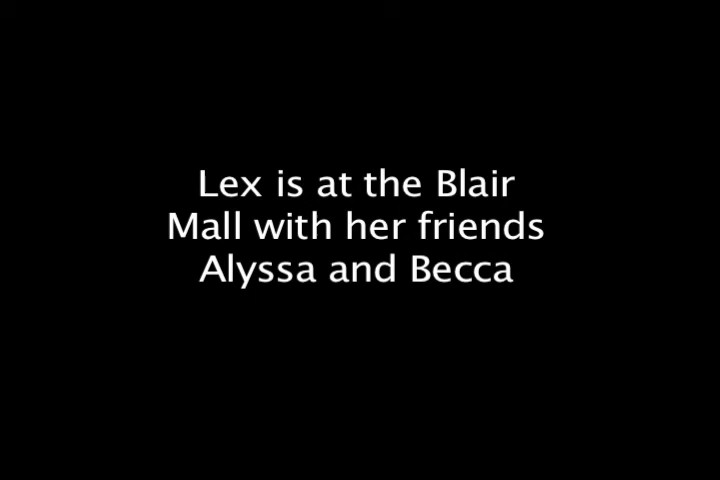 Lex is at the Blair
Mall with her friends
Alyssa and Becca